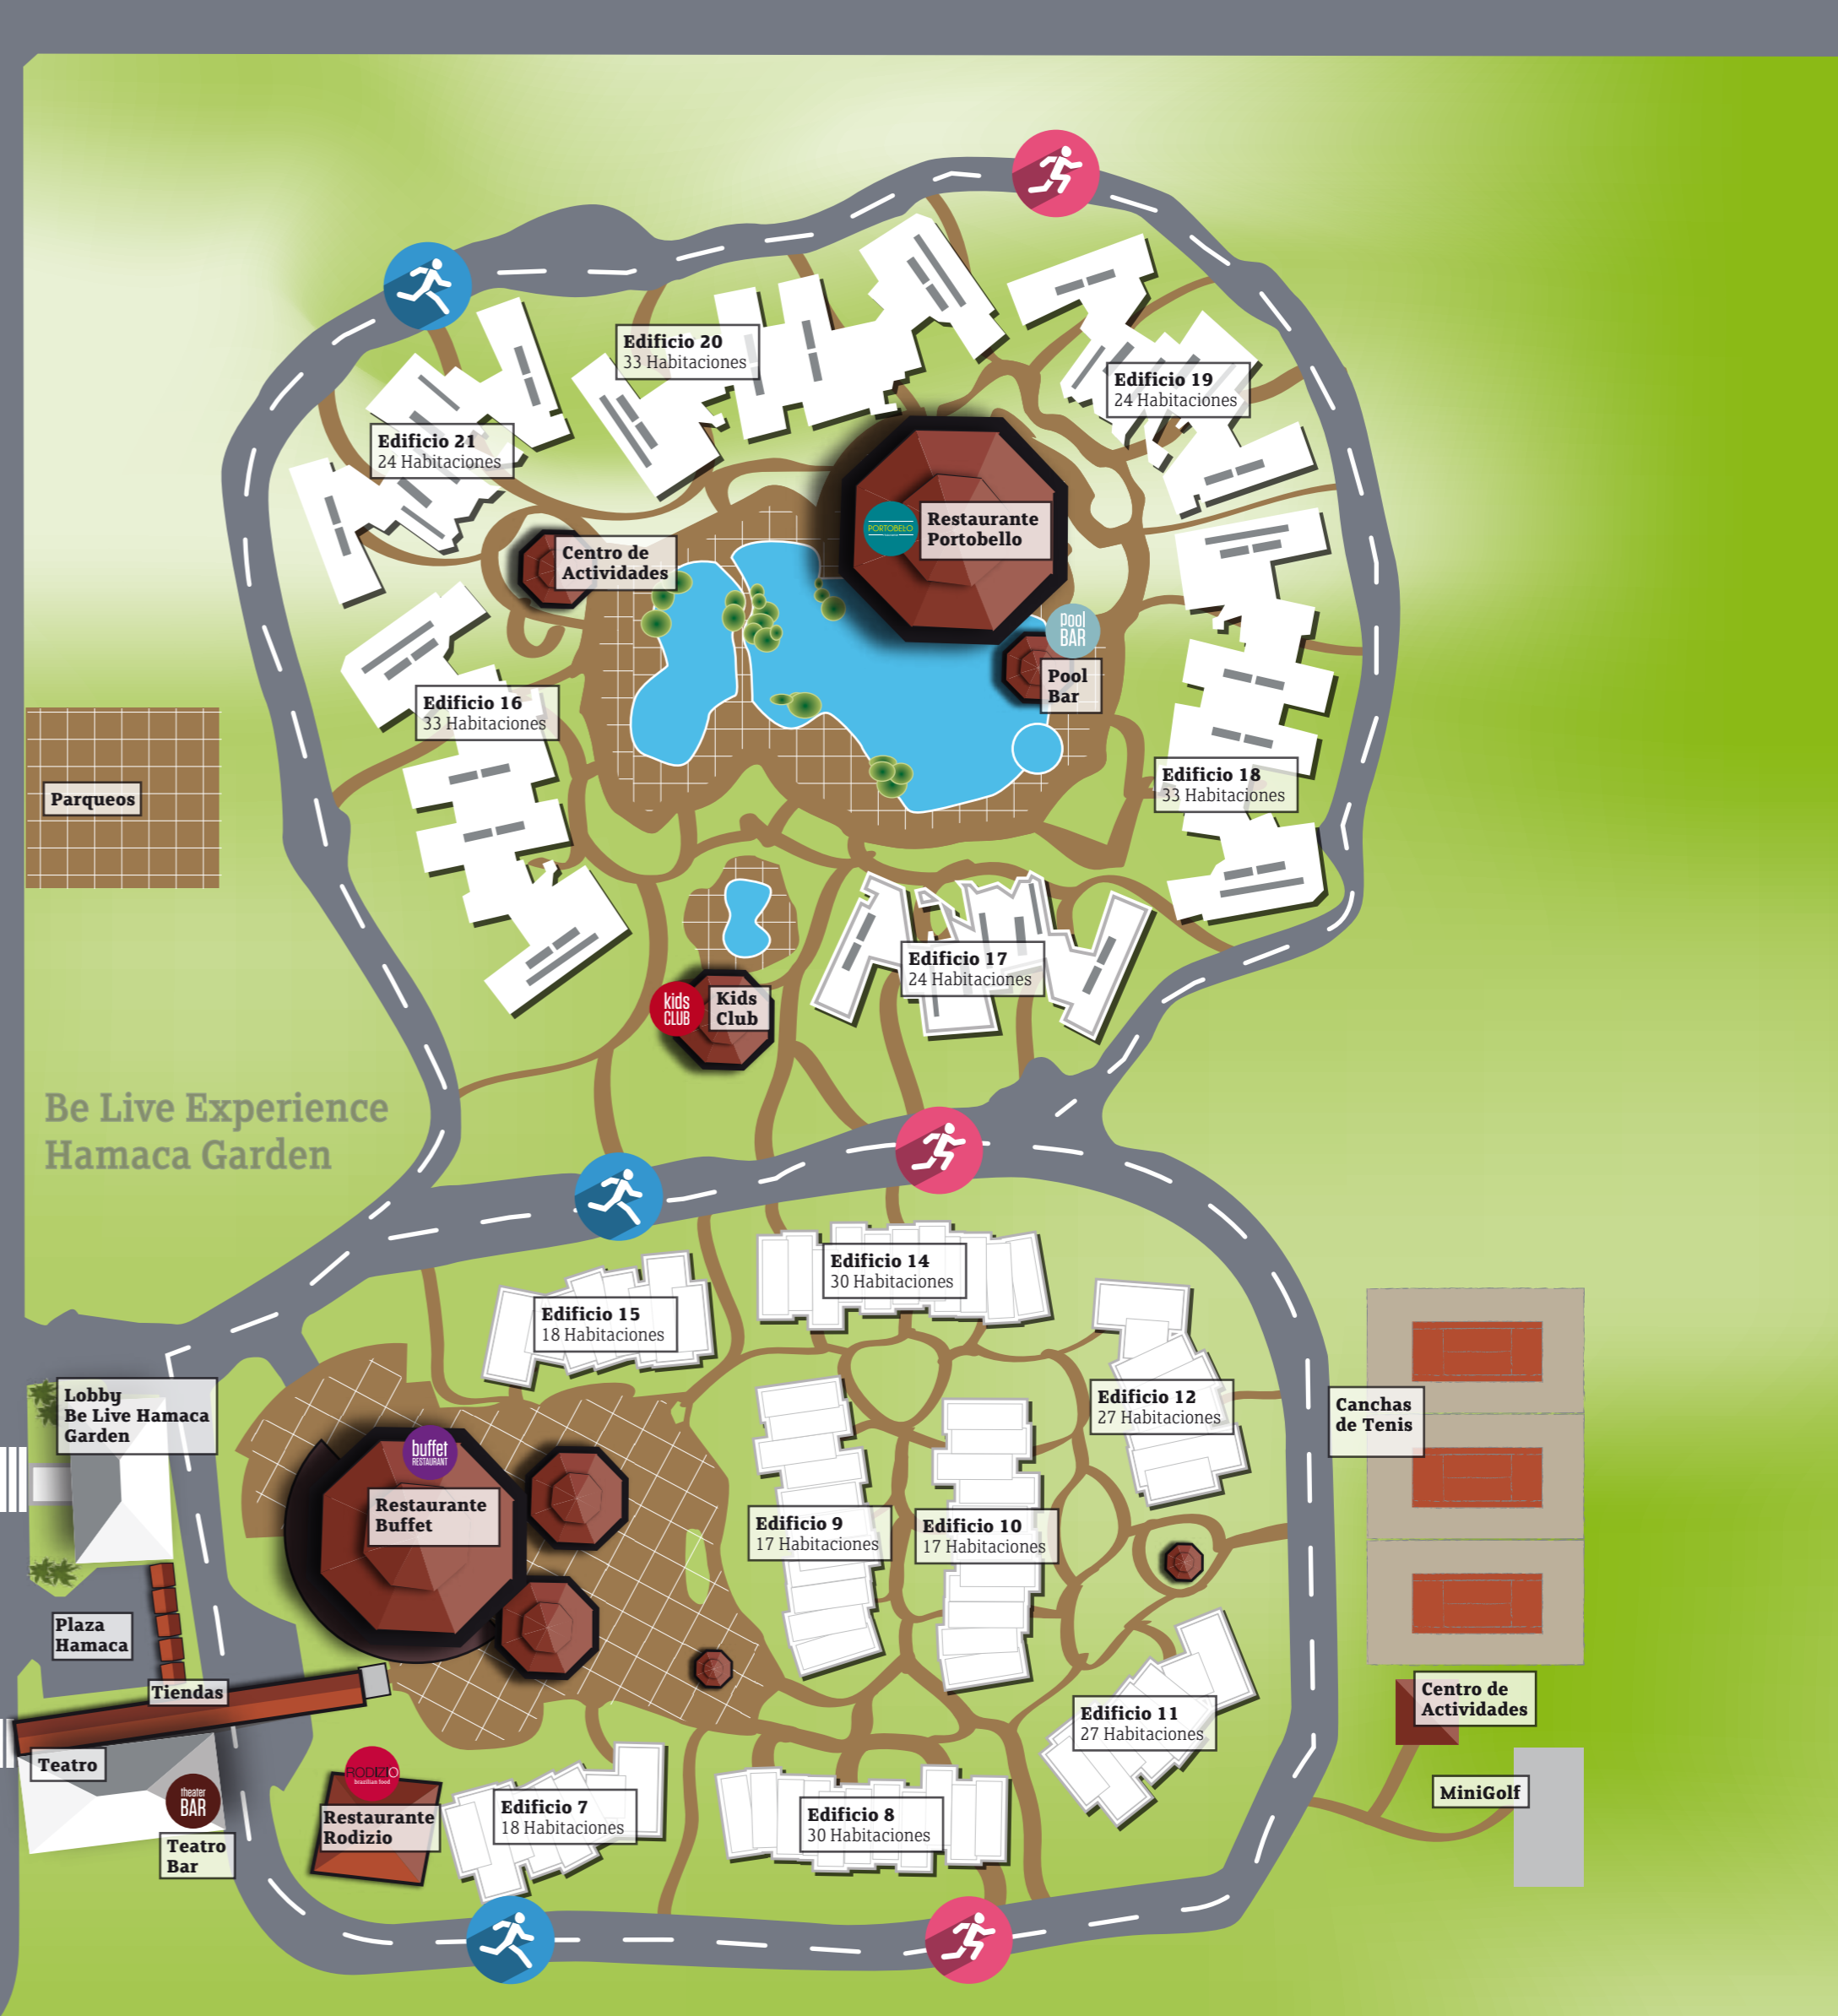 Edificio 20
33 Habitaciones
Edificio 19
24 Habitaciones
Edificio 21
24 Habitaciones
PORTOBELLO
Restaurante
Portobello
Centro de
Actividades
pool
BAR
Pool
Bar
Edificio 16
33 Habitaciones
Parqueos
Edificio 18
33 Habitaciones
Edificio 17
24 Habitaciones
kids
CLUB
Kids
Club
Be Live Experience
Hamaca Garden
Edificio 14
30 Habitaciones
Edificio 15
18 Habitaciones
Lobby
Be Live Hamaca
Garden
Edificio 12
27 Habitaciones
Canchas
de Tenis
buffet
RESTAURANT
Restaurante
Buffet
Edificio 9
17 Habitaciones
Edificio 10
17 Habitaciones
Plaza
Hamaca
Tiendas
Centro de
Actividades
Edificio 11
27 Habitaciones
Teatro
theater
BAR
Teatro
Bar
RODIZIO
brazilian food
Restaurante
Rodizio
Edificio 7
18 Habitaciones
Edificio 8
30 Habitaciones
MiniGolf